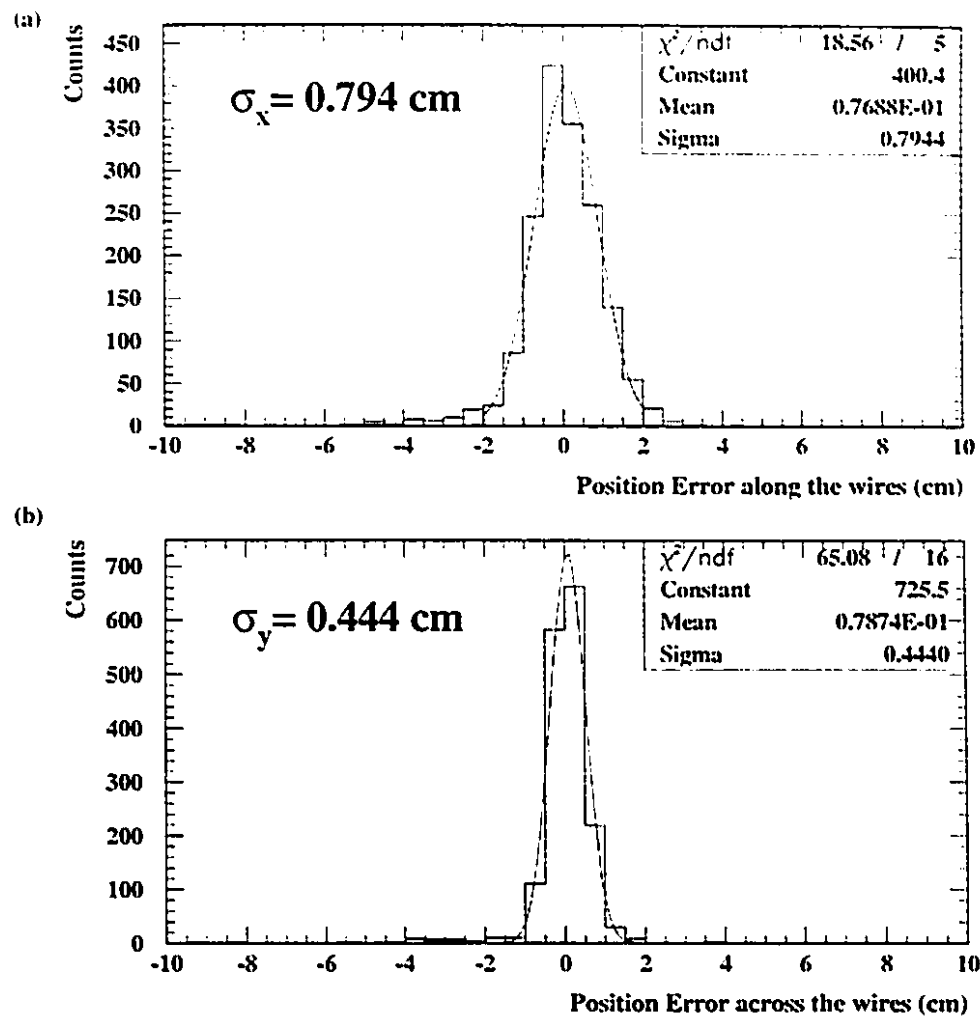 (a)
Counts
450
400
350
300
250
200
150
100
50
0
σx= 0.794 cm
χ²/ndf 18.56 / 5
Constant 400.4
Mean 0.7688E-01
Sigma 0.7944
-10 -8 -6 -4 -2 0 2 4 6 8 10
Position Error along the wires (cm)
(b)
Counts
700
600
500
400
300
200
100
0
σy= 0.444 cm
χ²/ndf 65.08 / 16
Constant 725.5
Mean 0.7874E-01
Sigma 0.4440
-10 -8 -6 -4 -2 0 2 4 6 8 10
Position Error across the wires (cm)